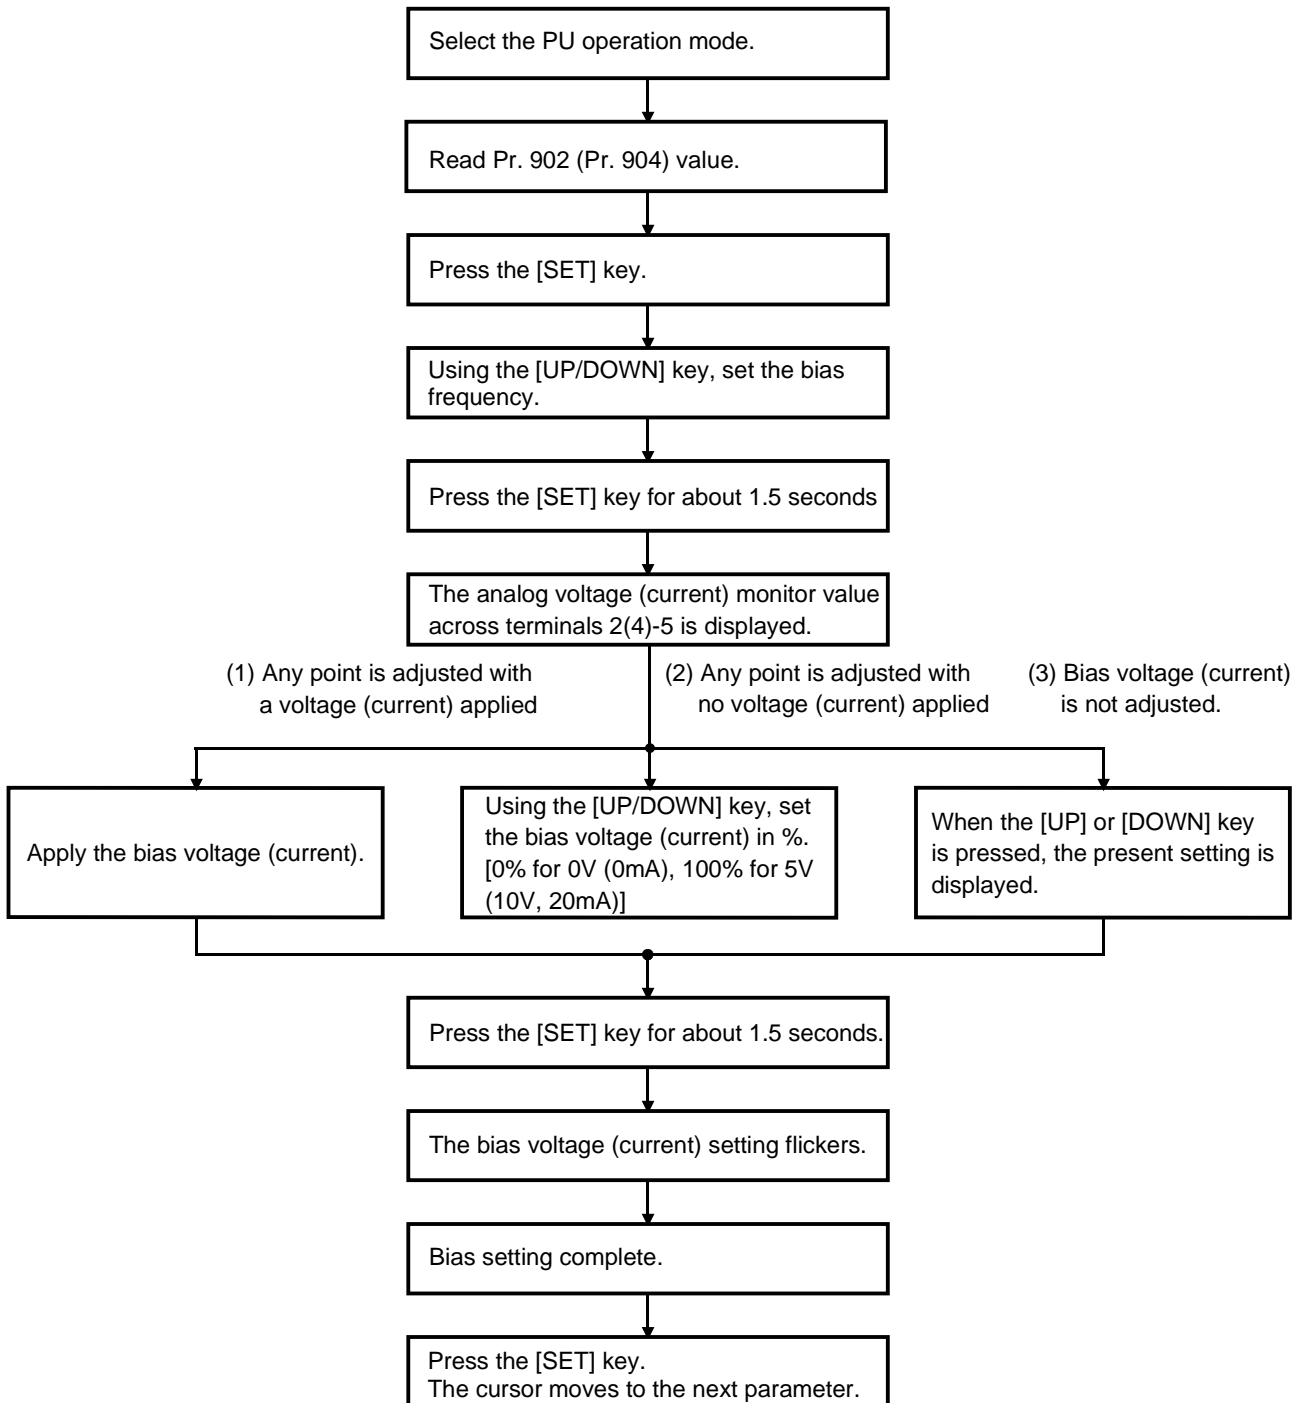 Select the PU operation mode.
Read Pr. 902 (Pr. 904) value.
Press the [SET] key.
Using the [UP/DOWN] key, set the bias
frequency.
Press the [SET] key for about 1.5 seconds
The analog voltage (current) monitor value
across terminals 2(4)-5 is displayed.
(1) Any point is adjusted with
a voltage (current) applied
(2) Any point is adjusted with
no voltage (current) applied
(3) Bias voltage (current)
is not adjusted.
Apply the bias voltage (current).
Using the [UP/DOWN] key, set
the bias voltage (current) in %.
[0% for 0V (0mA), 100% for 5V
(10V, 20mA)]
When the [UP] or [DOWN] key
is pressed, the present setting is
displayed.
Press the [SET] key for about 1.5 seconds.
The bias voltage (current) setting flickers.
Bias setting complete.
Press the [SET] key.
The cursor moves to the next parameter.